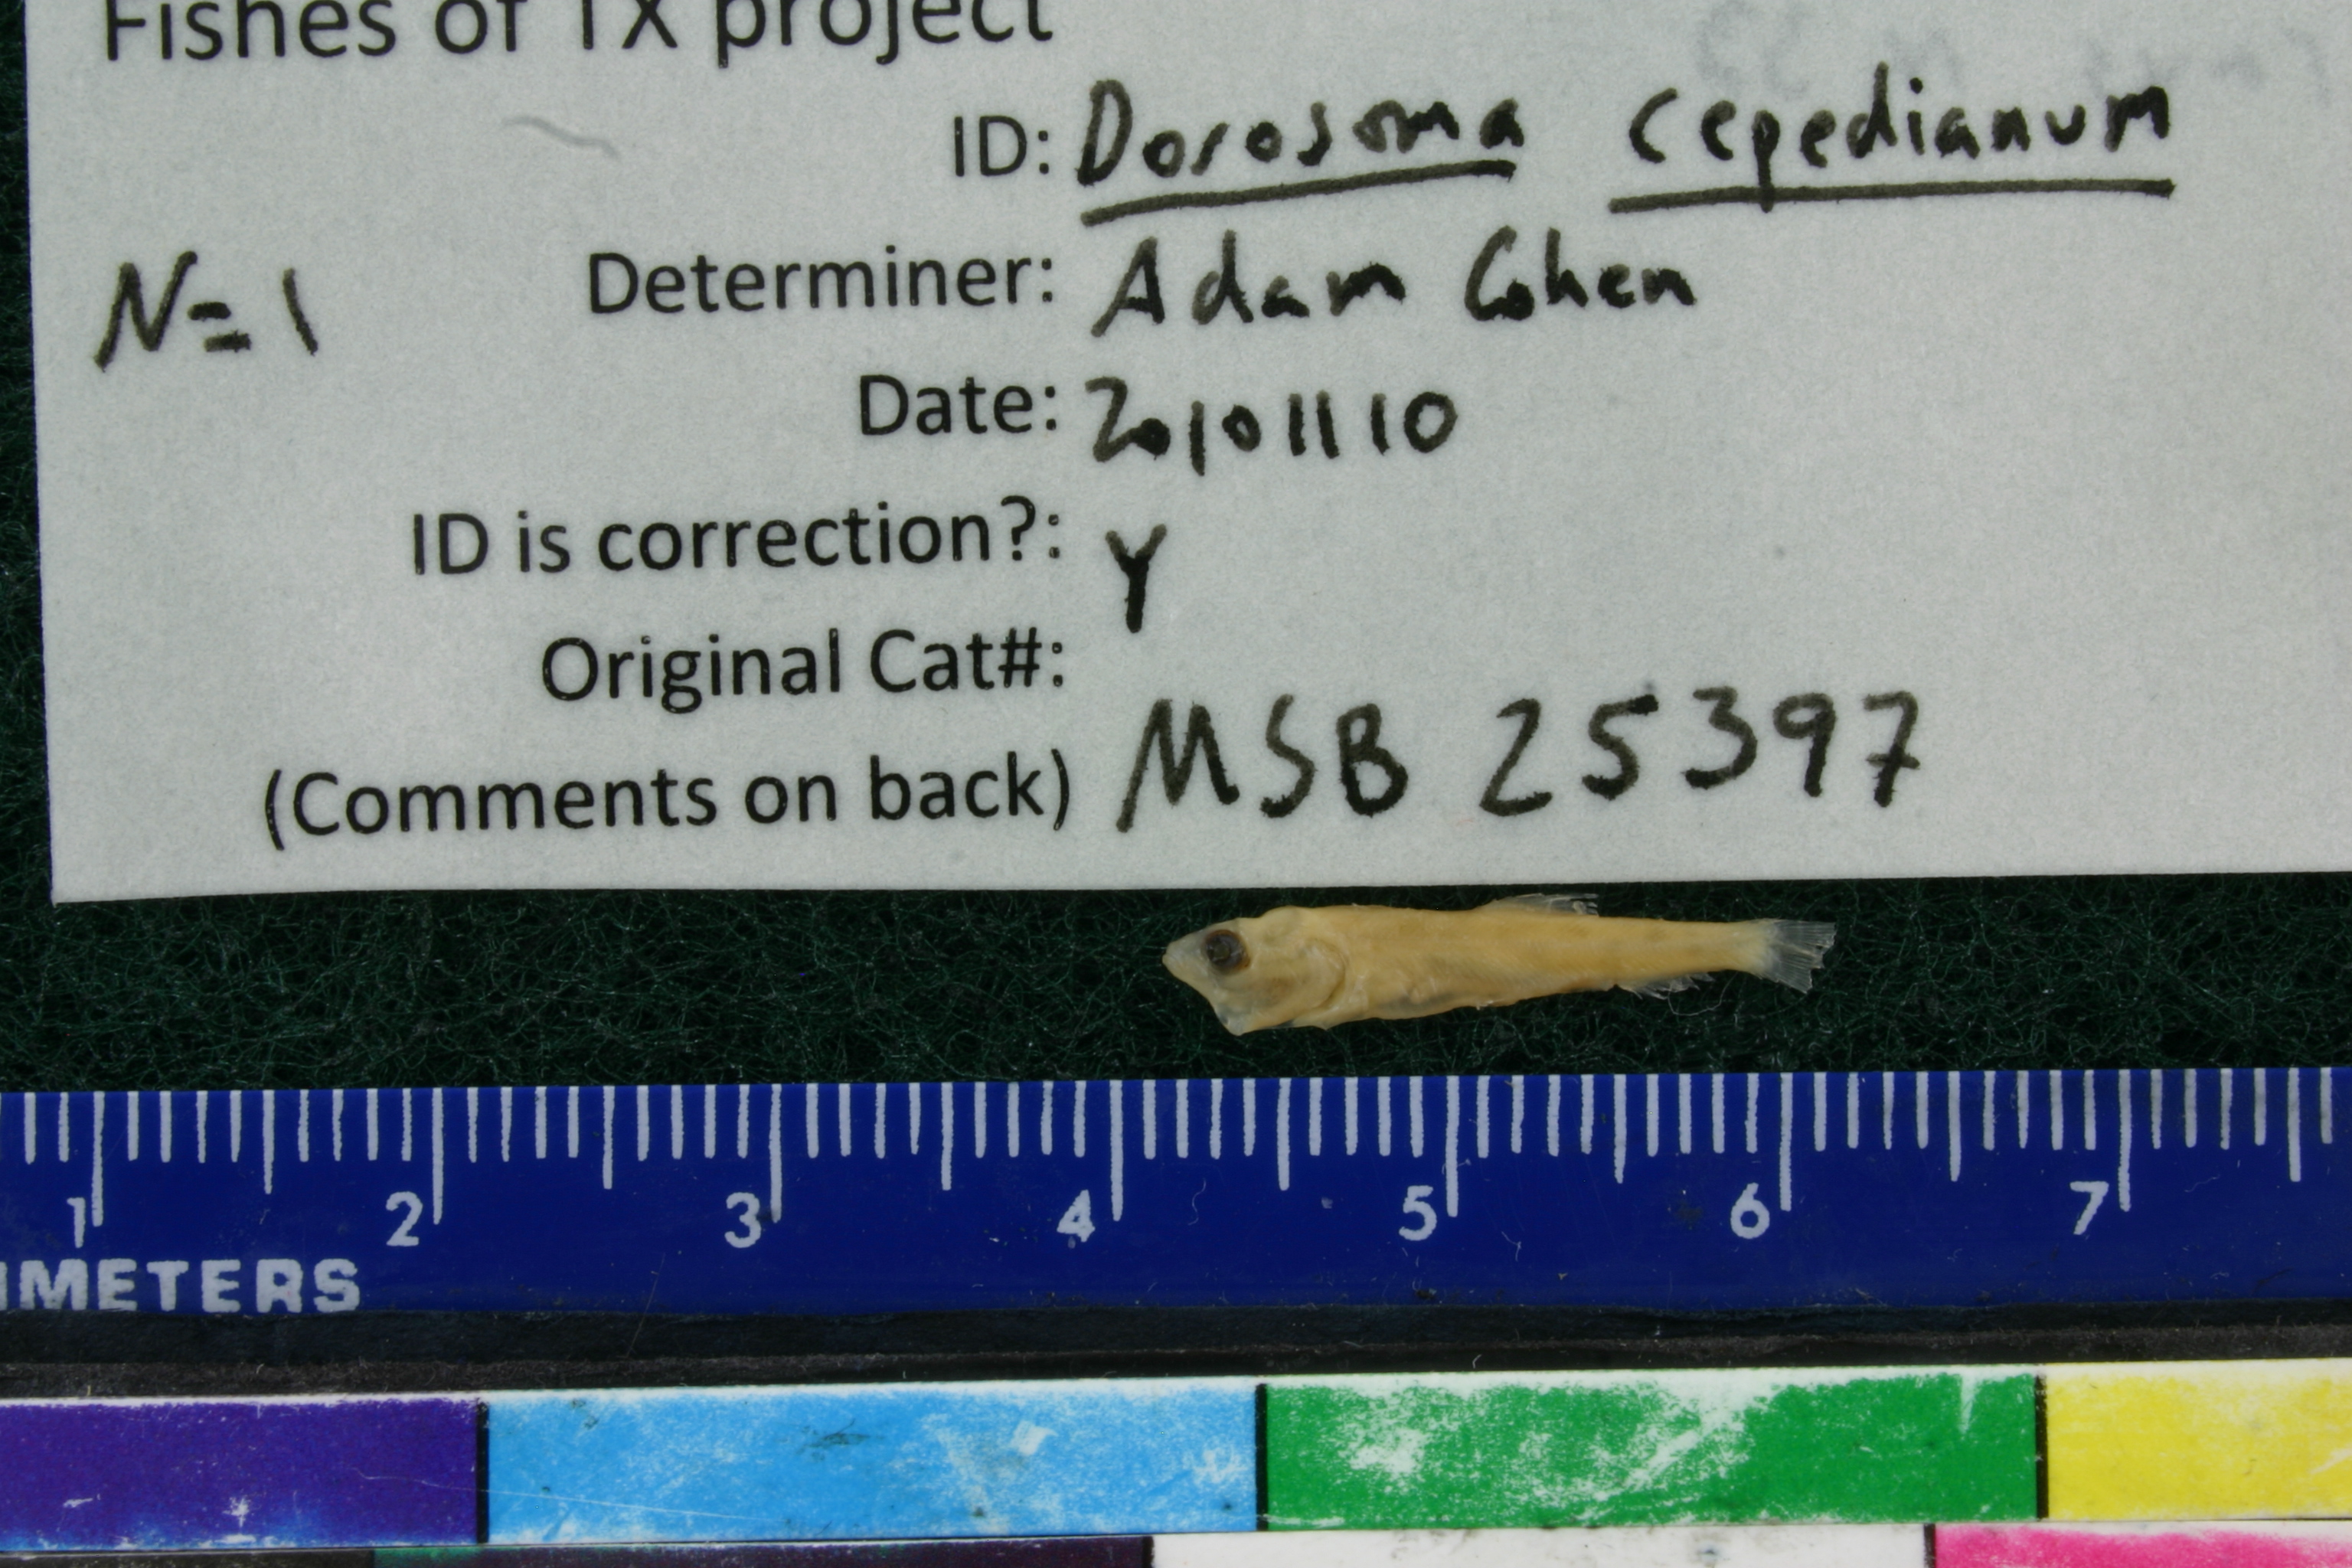 Fishes of TX project
ID: Dorosoma cepedianum
N=1 Determiner: Adam Cohen
Date: 20101110
ID is correction?: Y
Original Cat#:
(Comments on back) MSB 25397
1 2 3 4 5 6 7
IMETERS